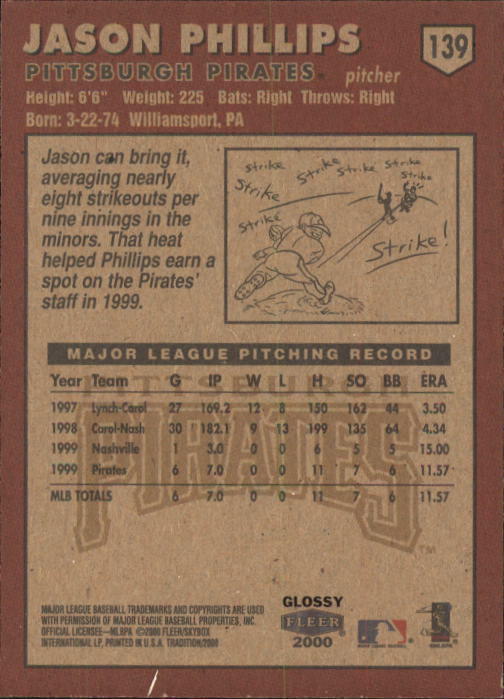 JASON PHILLIPS
139
PITTSBURGH PIRATES pitcher
Height: 6'6" Weight: 225 Bats: Right Throws: Right
Born: 3-22-74 Williamsport, PA
Jason can bring it,
averaging nearly
eight strikeouts per
nine innings in the
minors. That heat
helped Phillips earn a
spot on the Pirates'
staff in 1999.
Strike Strike Strike Strike Strike
Strike
Strike
Strike!
MAJOR LEAGUE PITCHING RECORD
Year Team G IP W L H SO BB ERA
1997 Lynch-Carol 27 169.2 12 8 150 162 44 3.50
1998 Carol-Nash 30 182.1 9 13 199 135 64 4.34
1999 Nashville 1 3.0 0 0 6 5 5 15.00
1999 Pirates 6 7.0 0 0 11 7 6 11.57
MLB TOTALS 6 7.0 0 0 11 7 6 11.57
PITTSBURGH
PIRATES
TM
MAJOR LEAGUE BASEBALL TRADEMARKS AND COPYRIGHTS ARE USED
WITH PERMISSION OF MAJOR LEAGUE BASEBALL PROPERTIES, INC.
OFFICIAL LICENSEE—MLBPA ©2000 FLEER/SKYBOX
INTERNATIONAL LP, PRINTED IN U.S.A. TRADITION/2000
GLOSSY
FLEER
2000